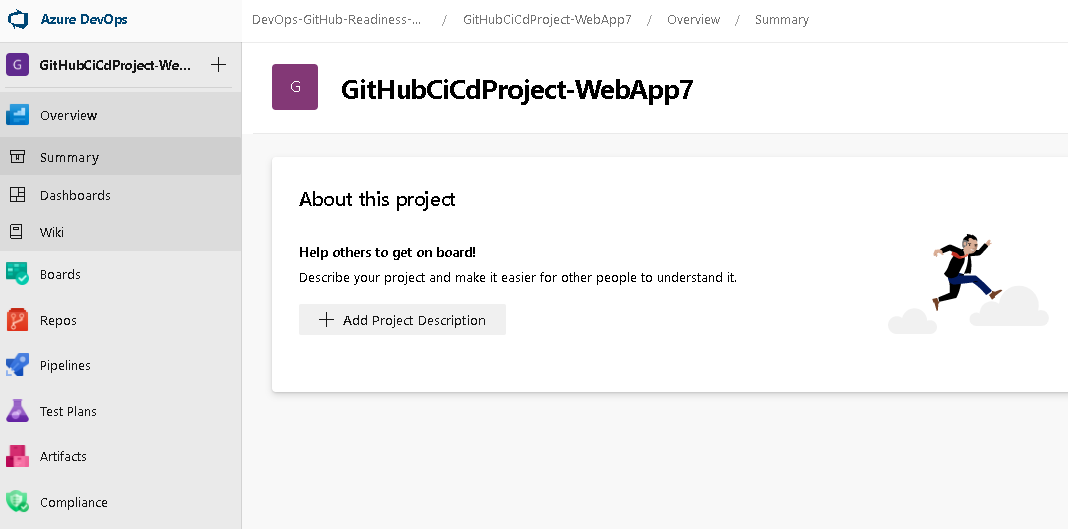 Azure DevOps
DevOps-GitHub-Readiness-... / GitHubCiCdProject-WebApp7 / Overview / Summary
G GitHubCiCdProject-We... +
G GitHubCiCdProject-WebApp7
Overview
Summary
Dashboards
Wiki
Boards
Repos
Pipelines
Test Plans
Artifacts
Compliance
About this project
Help others to get on board!
Describe your project and make it easier for other people to understand it.
+ Add Project Description